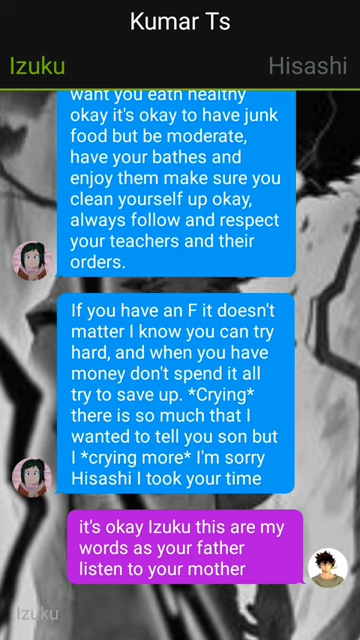 Kumar Ts
Izuku
Hisashi
want you eath nealthy
okay it's okay to have junk
food but be moderate,
have your bathes and
enjoy them make sure you
clean yourself up okay,
always follow and respect
your teachers and their
orders.
If you have an F it doesn't
matter I know you can try
hard, and when you have
money don't spend it all
try to save up. *Crying*
there is so much that I
wanted to tell you son but
I *crying more* I'm sorry
Hisashi I took your time
it's okay Izuku this are my
words as your father
listen to your mother
Izuku